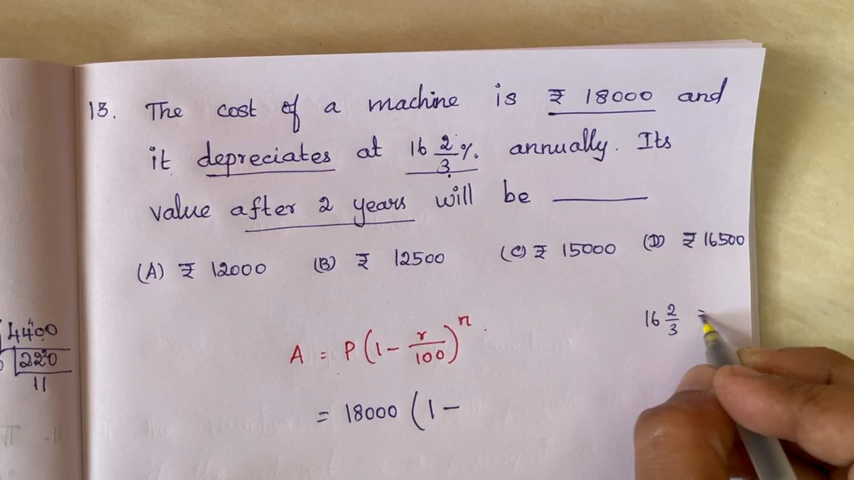 13. The cost of a machine is ₹ 18000 and
it depreciates at 16 2/3 %. annually. Its
value after 2 years will be ______
(A) ₹ 12000 (B) ₹ 12500 (C) ₹ 15000 (D) ₹ 16500
16 2/3 =
4400
220
11
A = P(1 - r/100)^n
= 18000 (1 -